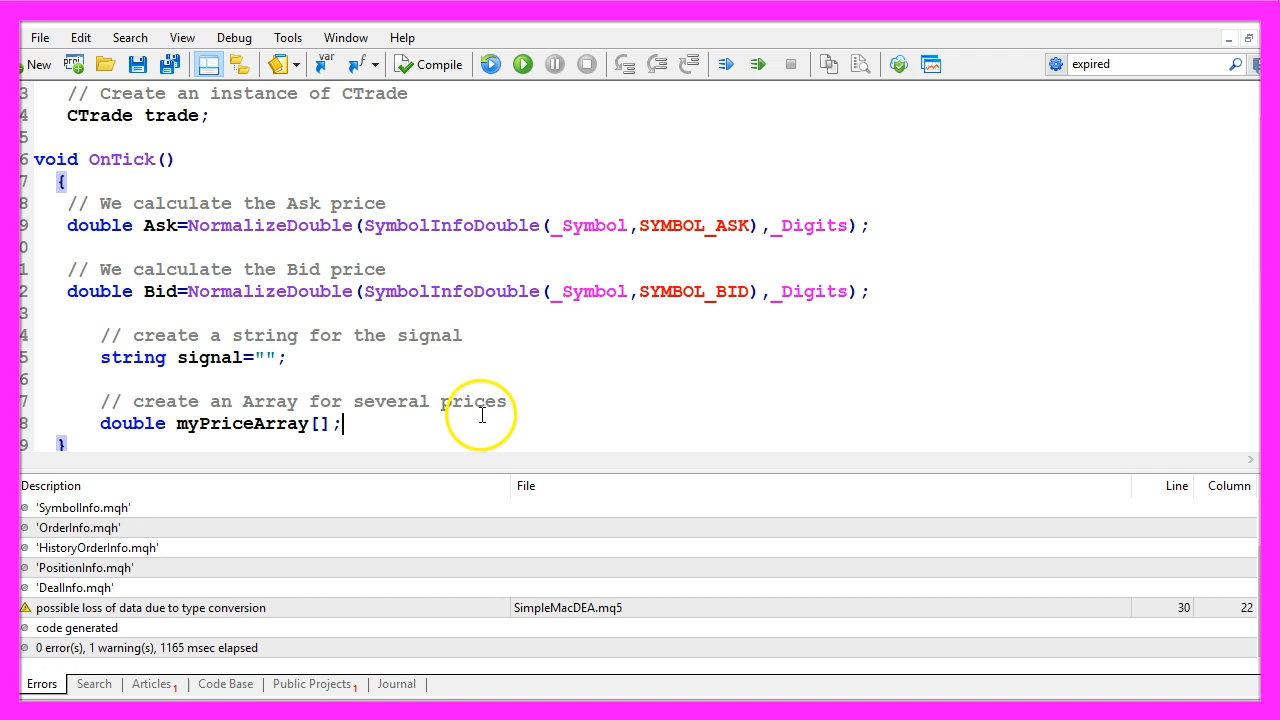 File Edit Search View Debug Tools Window Help
New Compile expired
3 // Create an instance of CTrade
4 CTrade trade;
5
6 void OnTick()
7 {
8 // We calculate the Ask price
9 double Ask=NormalizeDouble(SymbolInfoDouble(_Symbol,SYMBOL_ASK),_Digits);
0
1 // We calculate the Bid price
2 double Bid=NormalizeDouble(SymbolInfoDouble(_Symbol,SYMBOL_BID),_Digits);
3
4 // create a string for the signal
5 string signal="";
6
7 // create an Array for several prices
8 double myPriceArray[];
9 }
Description File Line Column
'SymbolInfo.mqh'
'OrderInfo.mqh'
'HistoryOrderInfo.mqh'
'PositionInfo.mqh'
'DealInfo.mqh'
possible loss of data due to type conversion SimpleMacDEA.mq5 30 22
code generated
0 error(s), 1 warning(s), 1165 msec elapsed
Errors Search Articles 1 Code Base Public Projects 1 Journal